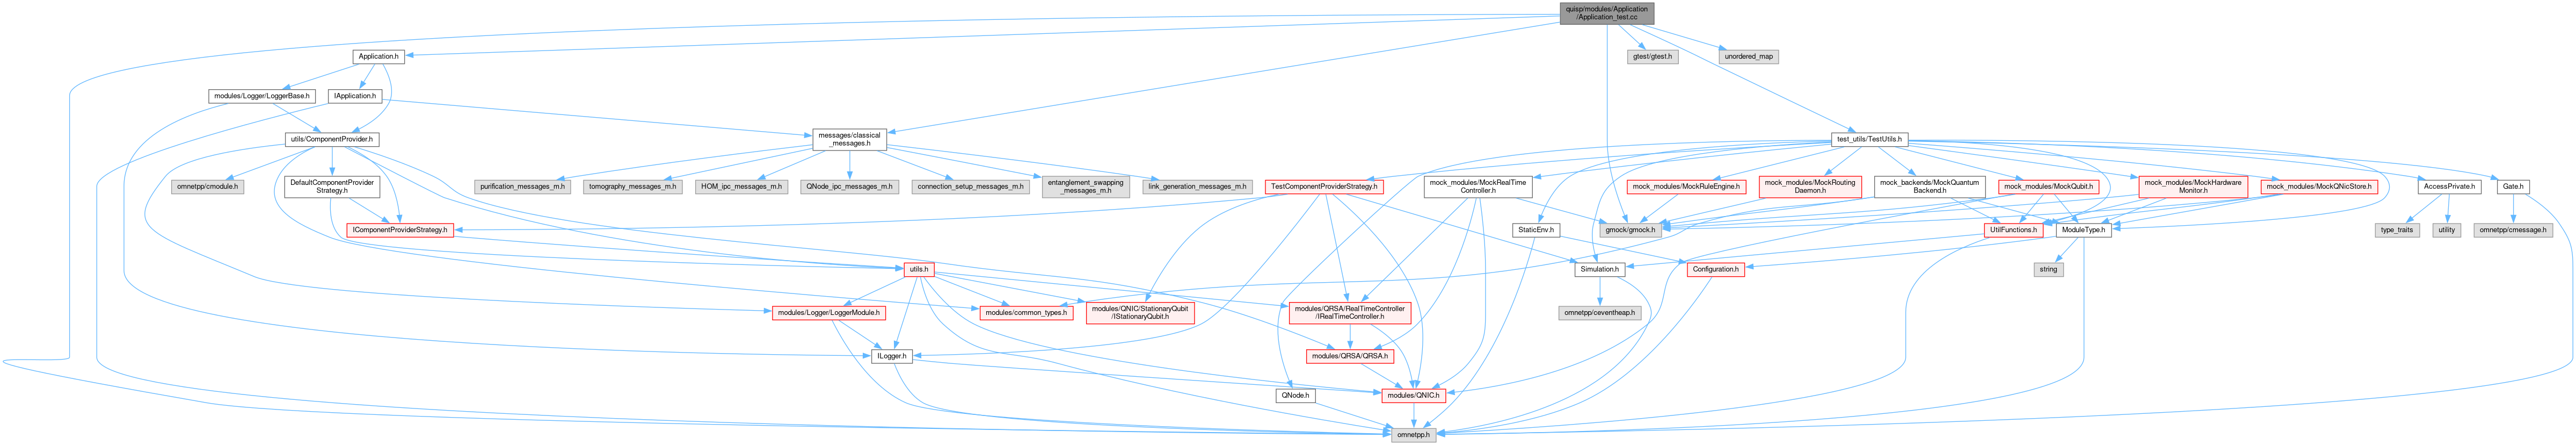 quisp/modules/Application
/Application_test.cc
Application.h
gtest/gtest.h
unordered_map
modules/Logger/LoggerBase.h
IApplication.h
utils/ComponentProvider.h
messages/classical
_messages.h
test_utils/TestUtils.h
omnetpp/cmodule.h
DefaultComponentProvider
Strategy.h
purification_messages_m.h
tomography_messages_m.h
HOM_ipc_messages_m.h
QNode_ipc_messages_m.h
connection_setup_messages_m.h
entanglement_swapping
_messages_m.h
link_generation_messages_m.h
TestComponentProviderStrategy.h
mock_modules/MockRealTime
Controller.h
mock_modules/MockRuleEngine.h
mock_modules/MockRouting
Daemon.h
mock_backends/MockQuantum
Backend.h
mock_modules/MockQubit.h
mock_modules/MockHardware
Monitor.h
mock_modules/MockQNicStore.h
AccessPrivate.h
Gate.h
IComponentProviderStrategy.h
StaticEnv.h
gmock/gmock.h
UtilFunctions.h
ModuleType.h
type_traits
utility
omnetpp/cmessage.h
utils.h
Simulation.h
Configuration.h
string
modules/Logger/LoggerModule.h
modules/common_types.h
modules/QNIC/StationaryQubit
/IStationaryQubit.h
modules/QRSA/RealTimeController
/IRealTimeController.h
omnetpp/ceventheap.h
ILogger.h
modules/QRSA/QRSA.h
QNode.h
modules/QNIC.h
omnetpp.h